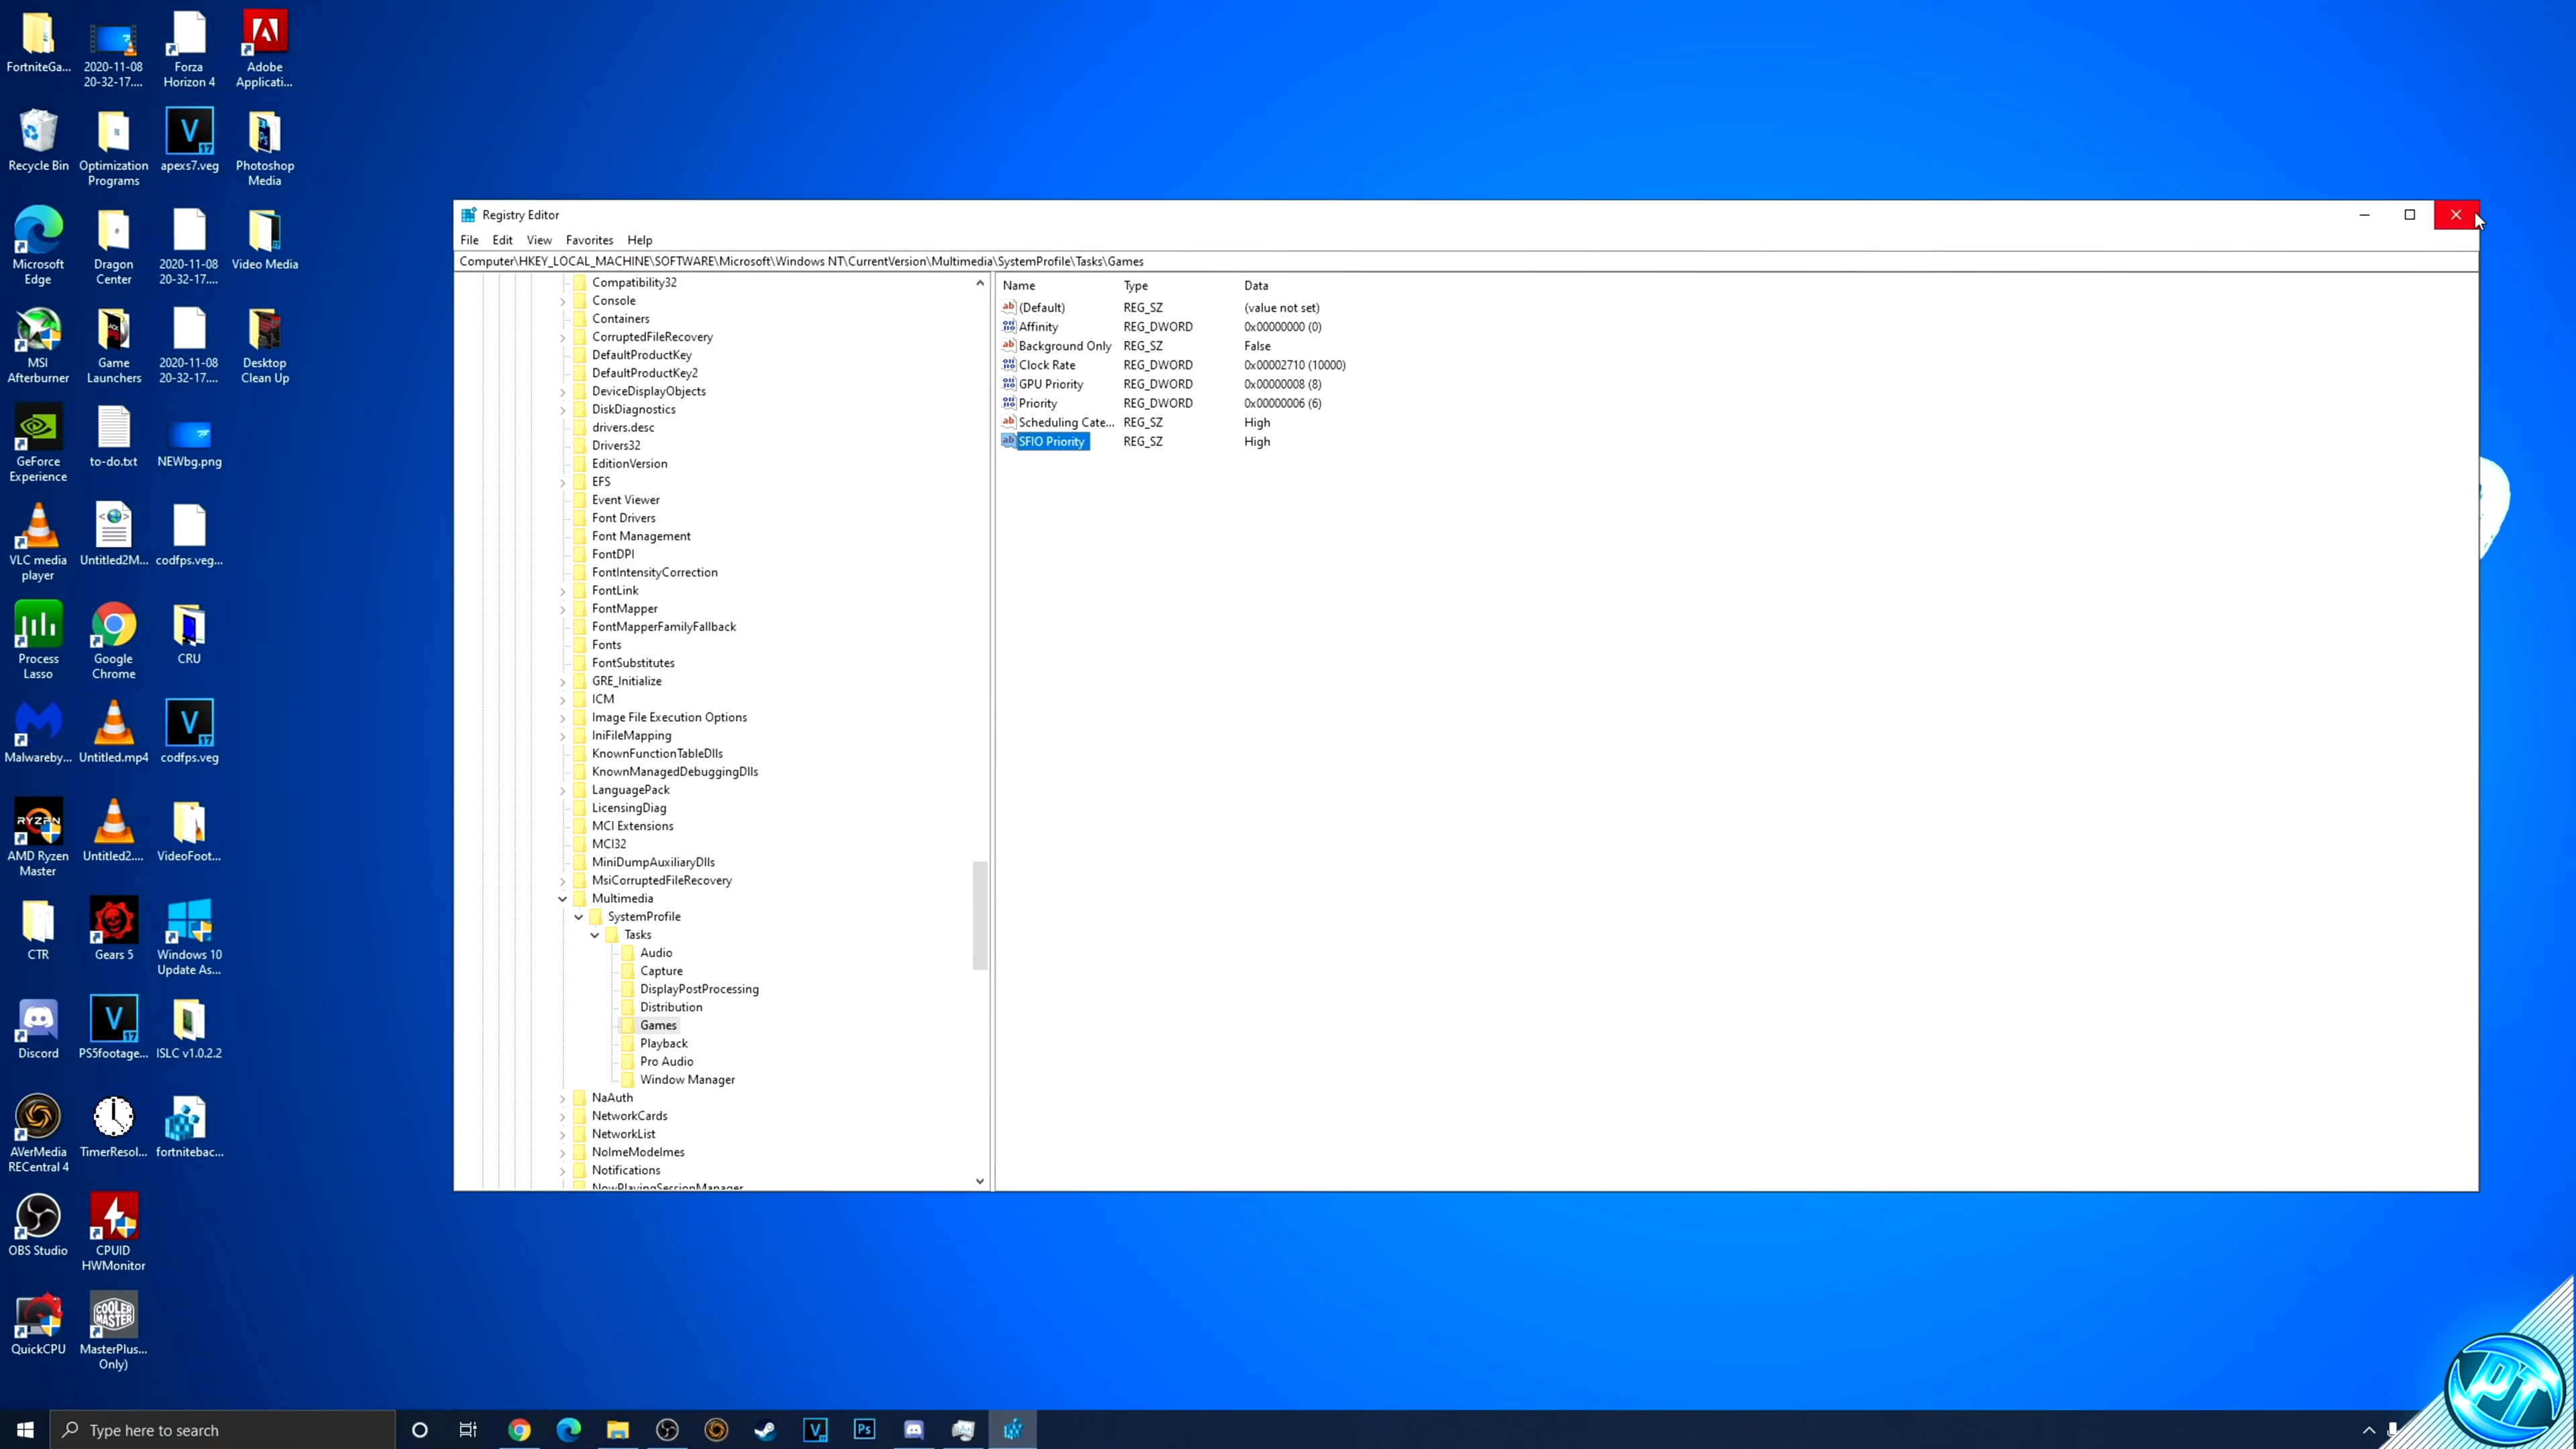 FortniteGa...
2020-11-08
20-32-17....
Forza
Horizon 4
Adobe
Applicati...
Recycle Bin
Optimization
Programs
apexs7.veg
Photoshop
Media
Microsoft
Edge
Dragon
Center
2020-11-08
20-32-17....
Video Media
MSI
Afterburner
Game
Launchers
2020-11-08
20-32-17....
Desktop
Clean Up
GeForce
Experience
to-do.txt
NEWbg.png
VLC media
player
Untitled2M...
codfps.veg...
Process
Lasso
Google
Chrome
CRU
Malwareby...
Untitled.mp4
codfps.veg
RYZEN
AMD Ryzen
Master
Untitled2....
VideoFoot...
CTR
Gears 5
Windows 10
Update As...
Discord
PS5footage...
ISLC v1.0.2.2
AVerMedia
RECentral 4
TimerResol...
fortnitebac...
OBS Studio
CPUID
HWMonitor
COOLER
MASTER
QuickCPU
MasterPlus...
Only)
Registry Editor
File Edit View Favorites Help
Computer\HKEY_LOCAL_MACHINE\SOFTWARE\Microsoft\Windows NT\CurrentVersion\Multimedia\SystemProfile\Tasks\Games
Compatibility32
Console
Containers
CorruptedFileRecovery
DefaultProductKey
DefaultProductKey2
DeviceDisplayObjects
DiskDiagnostics
drivers.desc
Drivers32
EditionVersion
EFS
Event Viewer
Font Drivers
Font Management
FontDPI
FontIntensityCorrection
FontLink
FontMapper
FontMapperFamilyFallback
Fonts
FontSubstitutes
GRE_Initialize
ICM
Image File Execution Options
IniFileMapping
KnownFunctionTableDlls
KnownManagedDebuggingDlls
LanguagePack
LicensingDiag
MCI Extensions
MCI32
MiniDumpAuxiliaryDlls
MsiCorruptedFileRecovery
Multimedia
SystemProfile
Tasks
Audio
Capture
DisplayPostProcessing
Distribution
Games
Playback
Pro Audio
Window Manager
NaAuth
NetworkCards
NetworkList
NoImeModeImes
Notifications
NowPlayingSessionManager
Name Type Data
(Default) REG_SZ (value not set)
Affinity REG_DWORD 0x00000000 (0)
Background Only REG_SZ False
Clock Rate REG_DWORD 0x00002710 (10000)
GPU Priority REG_DWORD 0x00000008 (8)
Priority REG_DWORD 0x00000006 (6)
Scheduling Cate... REG_SZ High
SFIO Priority REG_SZ High
Type here to search
PT